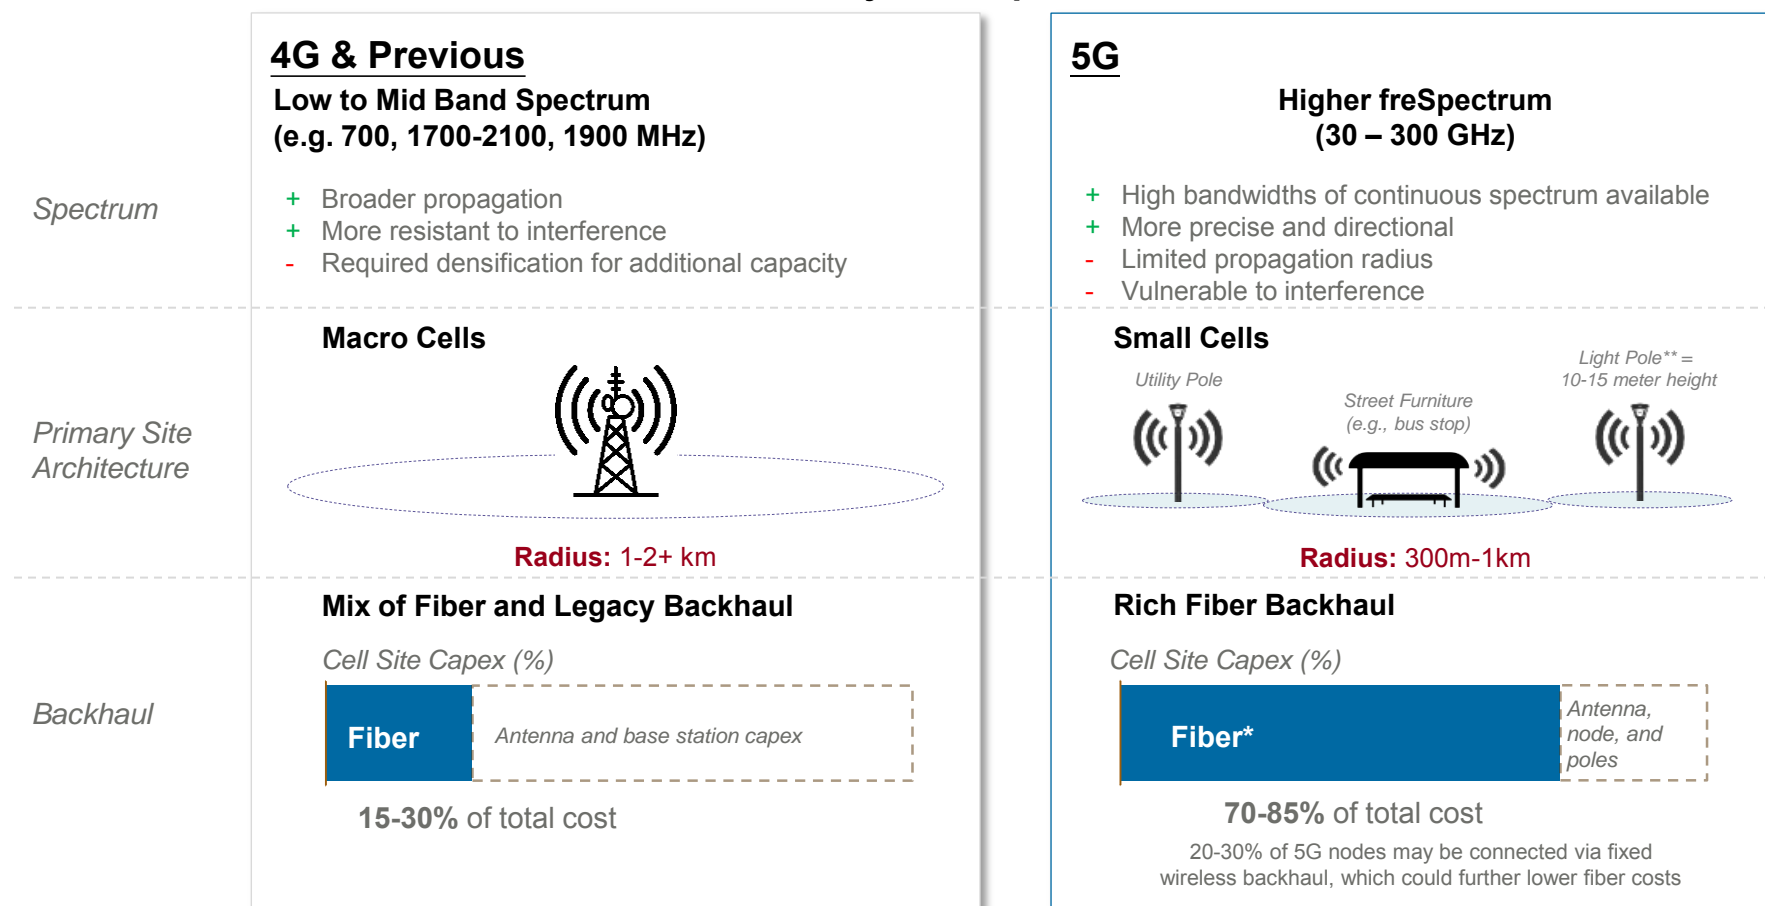 4G & Previous
Low to Mid Band Spectrum
(e.g. 700, 1700-2100, 1900 MHz)
5G
Higher freSpectrum
(30 – 300 GHz)
Spectrum
+ Broader propagation
+ More resistant to interference
- Required densification for additional capacity
+ High bandwidths of continuous spectrum available
+ More precise and directional
- Limited propagation radius
- Vulnerable to interference
Primary Site
Architecture
Macro Cells
Radius: 1-2+ km
Small Cells
Utility Pole
Street Furniture
(e.g., bus stop)
Light Pole** =
10-15 meter height
Radius: 300m-1km
Backhaul
Mix of Fiber and Legacy Backhaul
Cell Site Capex (%)
Fiber
Antenna and base station capex
15-30% of total cost
Rich Fiber Backhaul
Cell Site Capex (%)
Fiber*
Antenna,
node, and
poles
70-85% of total cost
20-30% of 5G nodes may be connected via fixed
wireless backhaul, which could further lower fiber costs